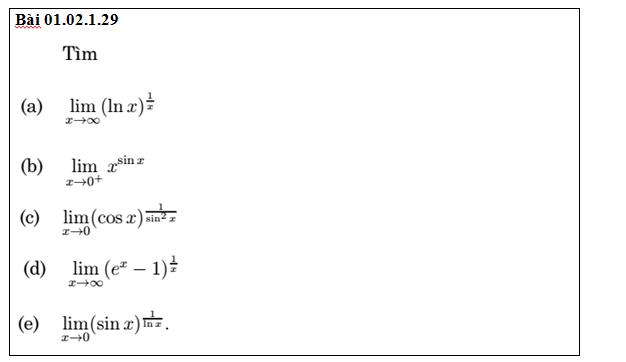 Bài 01.02.1.29
Tìm
(a) lim_{x→∞} (ln x)^{1/x}
(b) lim_{x→0+} x^{sin x}
(c) lim_{x→0} (cos x)^{1/sin² x}
(d) lim_{x→∞} (e^x − 1)^{1/x}
(e) lim_{x→0} (sin x)^{1/ln x}.